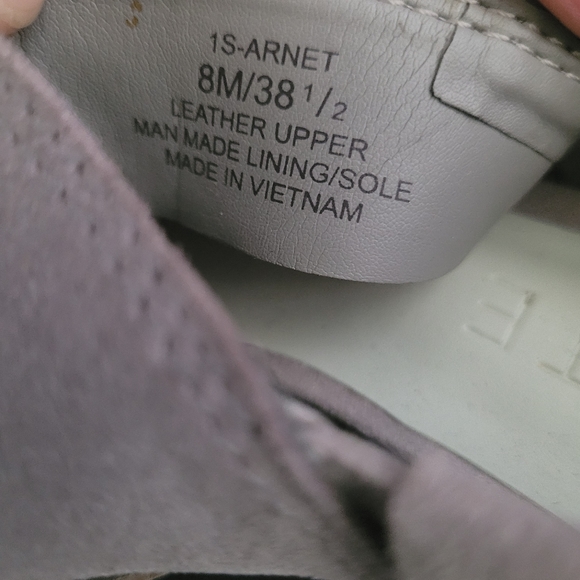 1S-ARNET
8M/38 1/2
LEATHER UPPER
MAN MADE LINING/SOLE
MADE IN VIETNAM